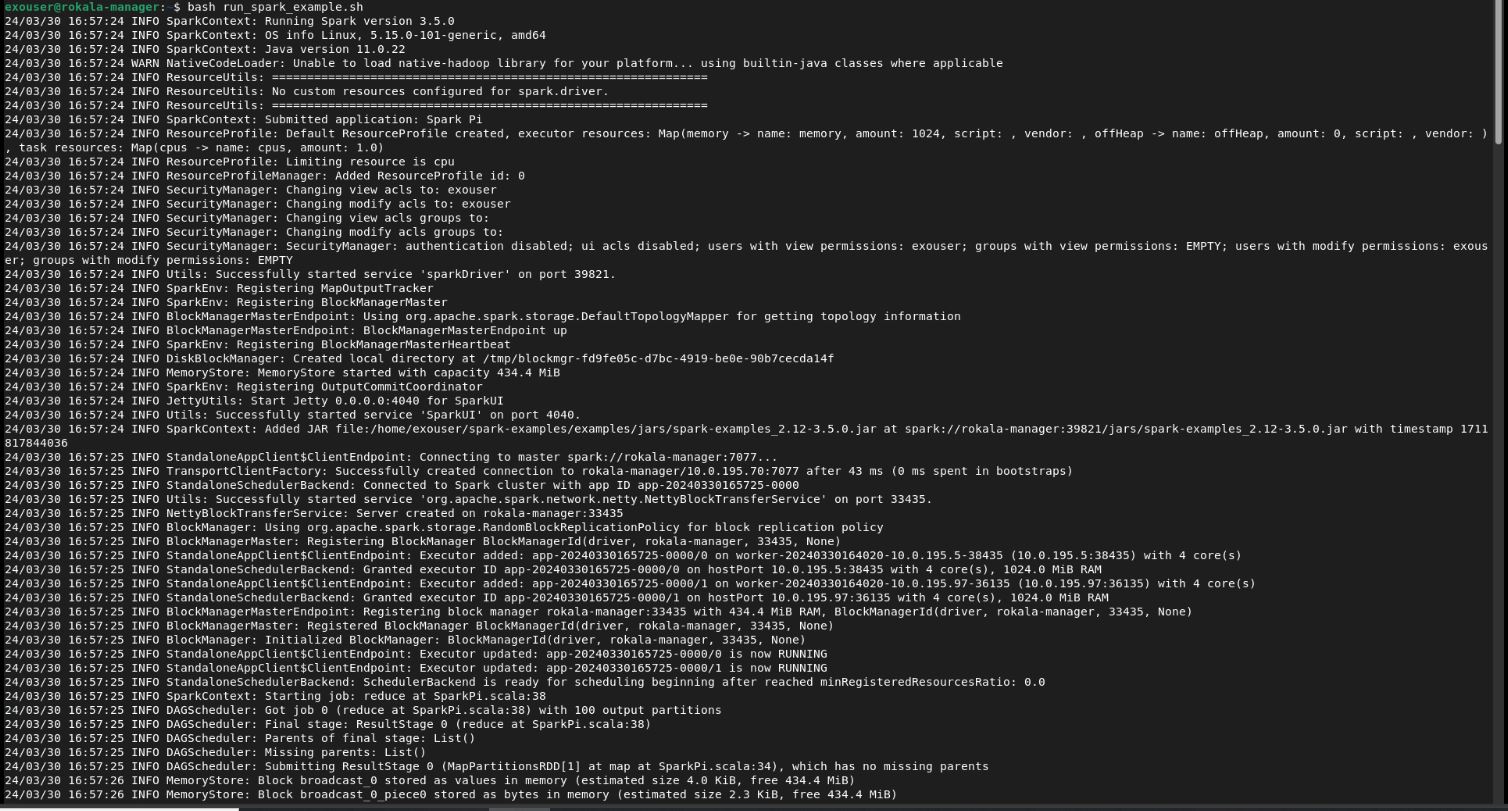 exouser@rokala-manager:~$ bash run_spark_example.sh
24/03/30 16:57:24 INFO SparkContext: Running Spark version 3.5.0
24/03/30 16:57:24 INFO SparkContext: OS info Linux, 5.15.0-101-generic, amd64
24/03/30 16:57:24 INFO SparkContext: Java version 11.0.22
24/03/30 16:57:24 WARN NativeCodeLoader: Unable to load native-hadoop library for your platform... using builtin-java classes where applicable
24/03/30 16:57:24 INFO ResourceUtils: ==============================================================
24/03/30 16:57:24 INFO ResourceUtils: No custom resources configured for spark.driver.
24/03/30 16:57:24 INFO ResourceUtils: ==============================================================
24/03/30 16:57:24 INFO SparkContext: Submitted application: Spark Pi
24/03/30 16:57:24 INFO ResourceProfile: Default ResourceProfile created, executor resources: Map(memory -> name: memory, amount: 1024, script: , vendor: , offHeap -> name: offHeap, amount: 0, script: , vendor: )
, task resources: Map(cpus -> name: cpus, amount: 1.0)
24/03/30 16:57:24 INFO ResourceProfile: Limiting resource is cpu
24/03/30 16:57:24 INFO ResourceProfileManager: Added ResourceProfile id: 0
24/03/30 16:57:24 INFO SecurityManager: Changing view acls to: exouser
24/03/30 16:57:24 INFO SecurityManager: Changing modify acls to: exouser
24/03/30 16:57:24 INFO SecurityManager: Changing view acls groups to:
24/03/30 16:57:24 INFO SecurityManager: Changing modify acls groups to:
24/03/30 16:57:24 INFO SecurityManager: SecurityManager: authentication disabled; ui acls disabled; users with view permissions: exouser; groups with view permissions: EMPTY; users with modify permissions: exous
er; groups with modify permissions: EMPTY
24/03/30 16:57:24 INFO Utils: Successfully started service 'sparkDriver' on port 39821.
24/03/30 16:57:24 INFO SparkEnv: Registering MapOutputTracker
24/03/30 16:57:24 INFO SparkEnv: Registering BlockManagerMaster
24/03/30 16:57:24 INFO BlockManagerMasterEndpoint: Using org.apache.spark.storage.DefaultTopologyMapper for getting topology information
24/03/30 16:57:24 INFO BlockManagerMasterEndpoint: BlockManagerMasterEndpoint up
24/03/30 16:57:24 INFO SparkEnv: Registering BlockManagerMasterHeartbeat
24/03/30 16:57:24 INFO DiskBlockManager: Created local directory at /tmp/blockmgr-fd9fe05c-d7bc-4919-be0e-90b7cecda14f
24/03/30 16:57:24 INFO MemoryStore: MemoryStore started with capacity 434.4 MiB
24/03/30 16:57:24 INFO SparkEnv: Registering OutputCommitCoordinator
24/03/30 16:57:24 INFO JettyUtils: Start Jetty 0.0.0.0:4040 for SparkUI
24/03/30 16:57:24 INFO Utils: Successfully started service 'SparkUI' on port 4040.
24/03/30 16:57:24 INFO SparkContext: Added JAR file:/home/exouser/spark-examples/examples/jars/spark-examples_2.12-3.5.0.jar at spark://rokala-manager:39821/jars/spark-examples_2.12-3.5.0.jar with timestamp 1711
817844036
24/03/30 16:57:25 INFO StandaloneAppClient$ClientEndpoint: Connecting to master spark://rokala-manager:7077...
24/03/30 16:57:25 INFO TransportClientFactory: Successfully created connection to rokala-manager/10.0.195.70:7077 after 43 ms (0 ms spent in bootstraps)
24/03/30 16:57:25 INFO StandaloneSchedulerBackend: Connected to Spark cluster with app ID app-20240330165725-0000
24/03/30 16:57:25 INFO Utils: Successfully started service 'org.apache.spark.network.netty.NettyBlockTransferService' on port 33435.
24/03/30 16:57:25 INFO NettyBlockTransferService: Server created on rokala-manager:33435
24/03/30 16:57:25 INFO BlockManager: Using org.apache.spark.storage.RandomBlockReplicationPolicy for block replication policy
24/03/30 16:57:25 INFO BlockManagerMaster: Registering BlockManager BlockManagerId(driver, rokala-manager, 33435, None)
24/03/30 16:57:25 INFO StandaloneAppClient$ClientEndpoint: Executor added: app-20240330165725-0000/0 on worker-20240330164020-10.0.195.5-38435 (10.0.195.5:38435) with 4 core(s)
24/03/30 16:57:25 INFO StandaloneSchedulerBackend: Granted executor ID app-20240330165725-0000/0 on hostPort 10.0.195.5:38435 with 4 core(s), 1024.0 MiB RAM
24/03/30 16:57:25 INFO StandaloneAppClient$ClientEndpoint: Executor added: app-20240330165725-0000/1 on worker-20240330164020-10.0.195.97-36135 (10.0.195.97:36135) with 4 core(s)
24/03/30 16:57:25 INFO StandaloneSchedulerBackend: Granted executor ID app-20240330165725-0000/1 on hostPort 10.0.195.97:36135 with 4 core(s), 1024.0 MiB RAM
24/03/30 16:57:25 INFO BlockManagerMasterEndpoint: Registering block manager rokala-manager:33435 with 434.4 MiB RAM, BlockManagerId(driver, rokala-manager, 33435, None)
24/03/30 16:57:25 INFO BlockManagerMaster: Registered BlockManager BlockManagerId(driver, rokala-manager, 33435, None)
24/03/30 16:57:25 INFO BlockManager: Initialized BlockManager: BlockManagerId(driver, rokala-manager, 33435, None)
24/03/30 16:57:25 INFO StandaloneAppClient$ClientEndpoint: Executor updated: app-20240330165725-0000/0 is now RUNNING
24/03/30 16:57:25 INFO StandaloneAppClient$ClientEndpoint: Executor updated: app-20240330165725-0000/1 is now RUNNING
24/03/30 16:57:25 INFO StandaloneSchedulerBackend: SchedulerBackend is ready for scheduling beginning after reached minRegisteredResourcesRatio: 0.0
24/03/30 16:57:25 INFO SparkContext: Starting job: reduce at SparkPi.scala:38
24/03/30 16:57:25 INFO DAGScheduler: Got job 0 (reduce at SparkPi.scala:38) with 100 output partitions
24/03/30 16:57:25 INFO DAGScheduler: Final stage: ResultStage 0 (reduce at SparkPi.scala:38)
24/03/30 16:57:25 INFO DAGScheduler: Parents of final stage: List()
24/03/30 16:57:25 INFO DAGScheduler: Missing parents: List()
24/03/30 16:57:25 INFO DAGScheduler: Submitting ResultStage 0 (MapPartitionsRDD[1] at map at SparkPi.scala:34), which has no missing parents
24/03/30 16:57:26 INFO MemoryStore: Block broadcast_0 stored as values in memory (estimated size 4.0 KiB, free 434.4 MiB)
24/03/30 16:57:26 INFO MemoryStore: Block broadcast_0_piece0 stored as bytes in memory (estimated size 2.3 KiB, free 434.4 MiB)